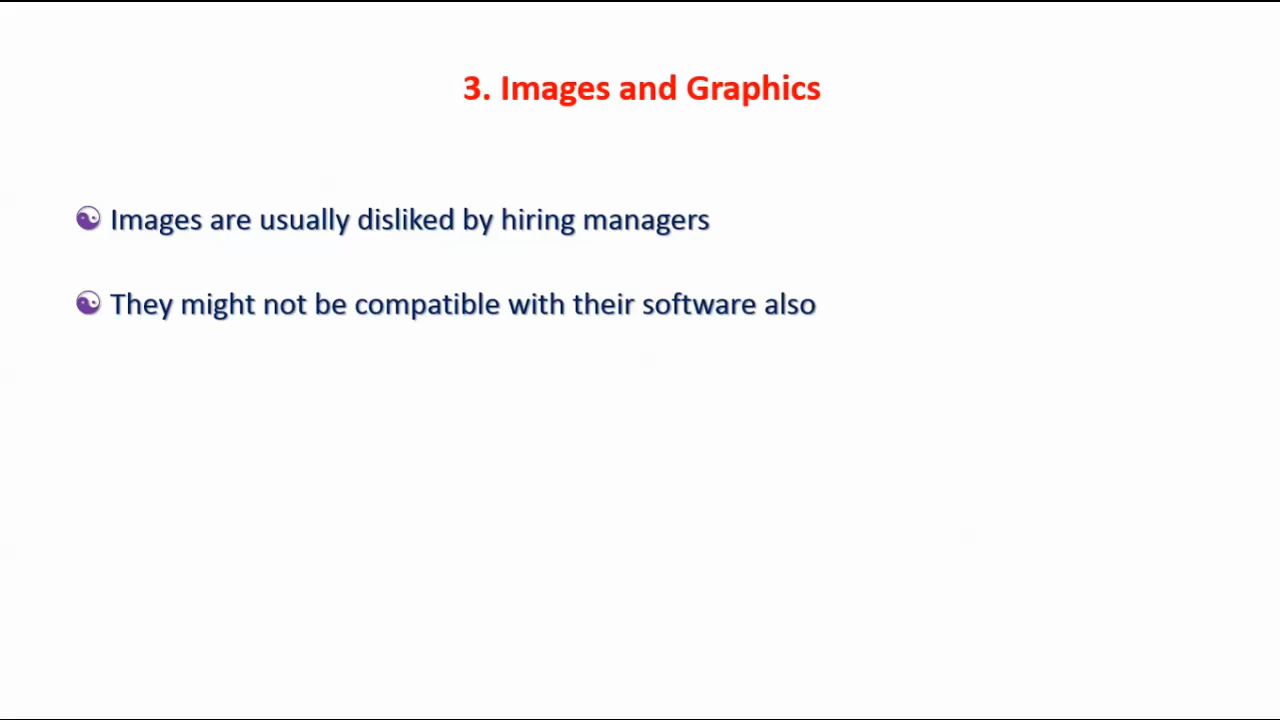 3. Images and Graphics
Images are usually disliked by hiring managers
They might not be compatible with their software also